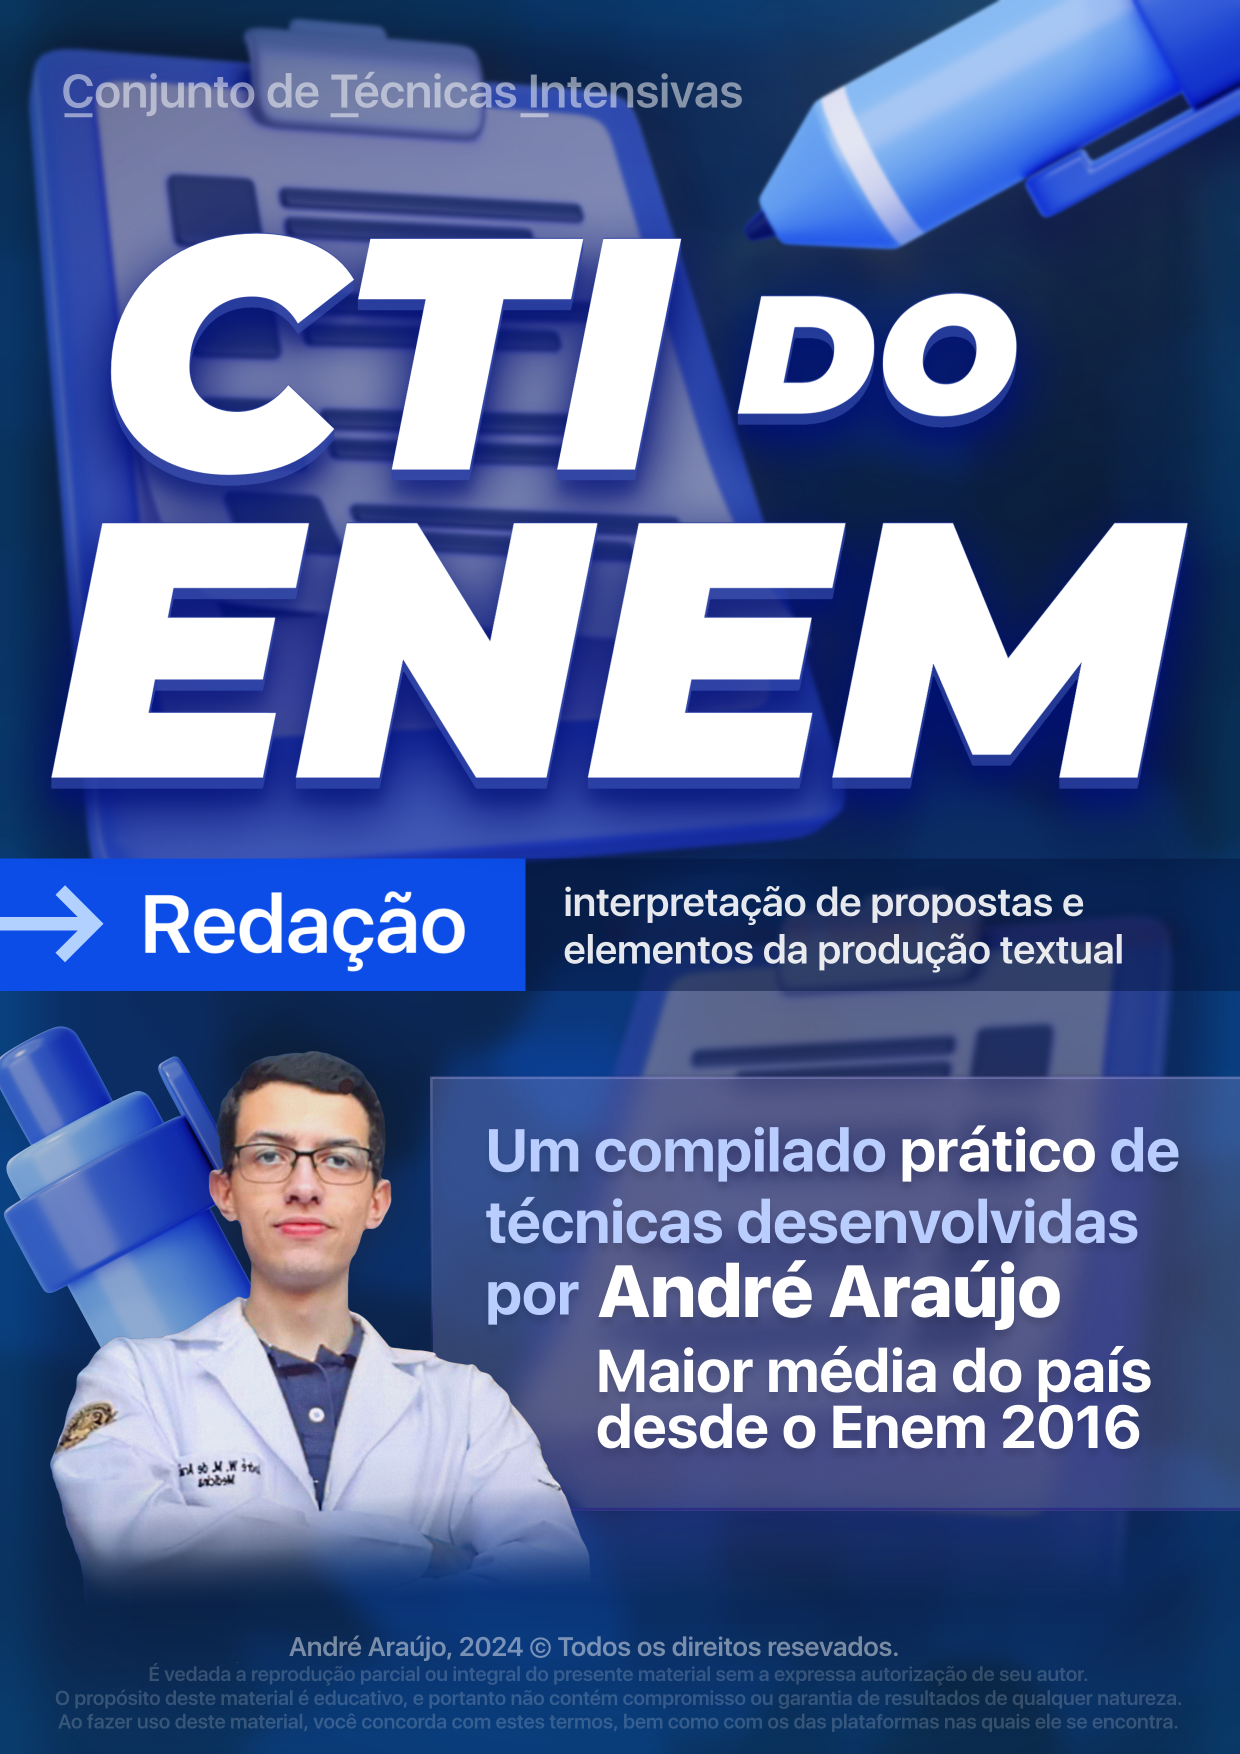 Conjunto de Técnicas Intensivas
CTI DO
ENEM
Redação
interpretação de propostas e
elementos da produção textual
Um compilado prático de
técnicas desenvolvidas
por André Araújo
Maior média do país
desde o Enem 2016
André Araújo, 2024 © Todos os direitos resevados.
É vedada a reprodução parcial ou integral do presente material sem a expressa autorização de seu autor.
O propósito deste material é educativo, e portanto não contém compromisso ou garantia de resultados de qualquer natureza.
Ao fazer uso deste material, você concorda com estes termos, bem como com os das plataformas nas quais ele se encontra.